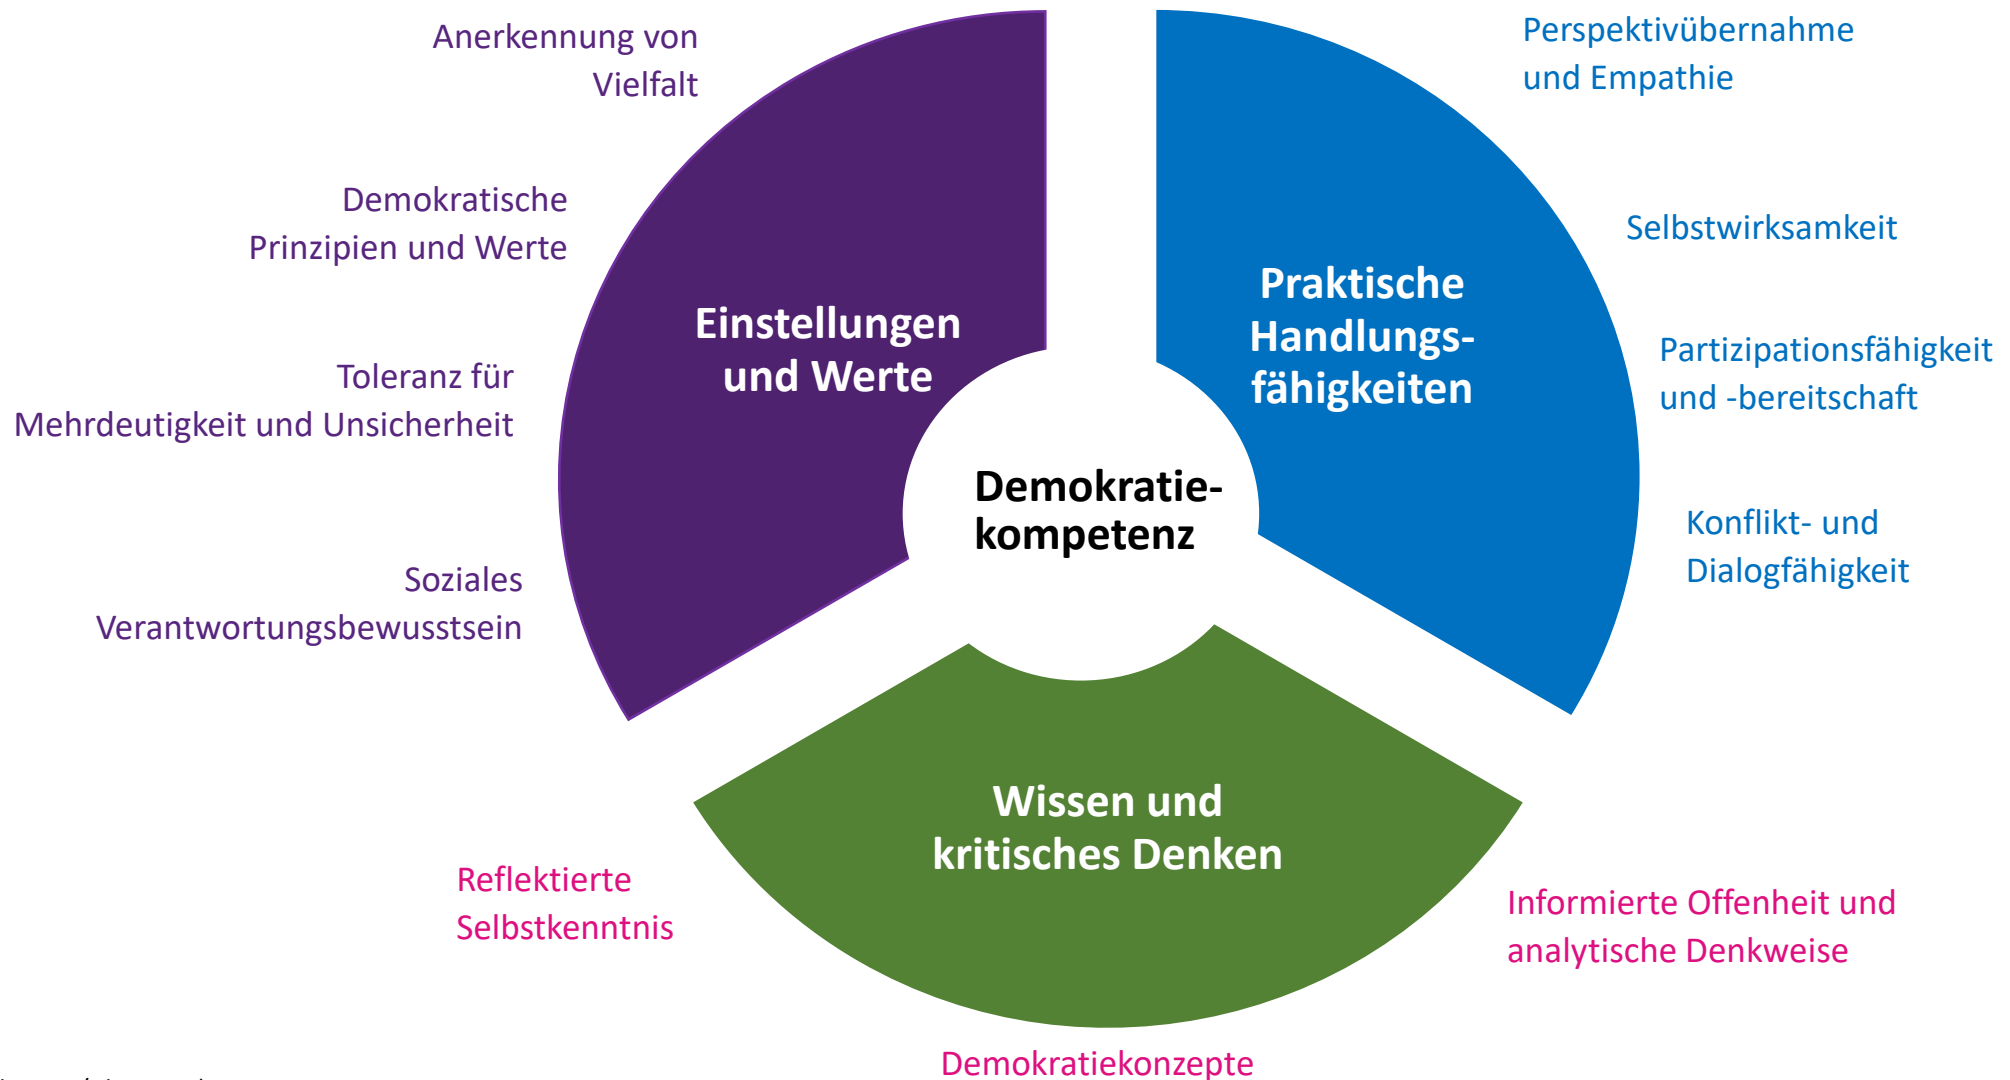 Anerkennung von
Vielfalt
Demokratische
Prinzipien und Werte
Toleranz für
Mehrdeutigkeit und Unsicherheit
Soziales
Verantwortungsbewusstsein
Einstellungen
und Werte
Perspektivübernahme
und Empathie
Selbstwirksamkeit
Partizipationsfähigkeit
und -bereitschaft
Konflikt- und
Dialogfähigkeit
Praktische
Handlungs-
fähigkeiten
Demokratie-
kompetenz
Wissen und
kritisches Denken
Reflektierte
Selbstkenntnis
Demokratiekonzepte
Informierte Offenheit und
analytische Denkweise